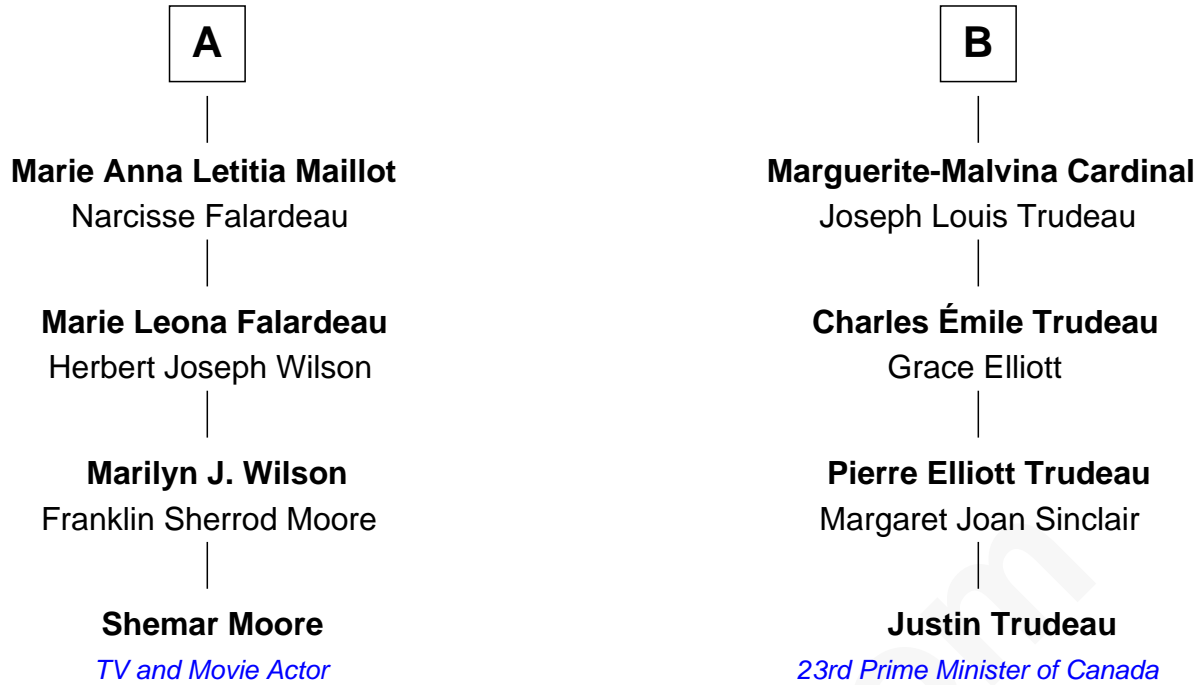 A
B
Marie Anna Letitia Maillot
Narcisse Falardeau
Marguerite-Malvina Cardinal
Joseph Louis Trudeau
Marie Leona Falardeau
Herbert Joseph Wilson
Charles Émile Trudeau
Grace Elliott
Marilyn J. Wilson
Franklin Sherrod Moore
Pierre Elliott Trudeau
Margaret Joan Sinclair
Shemar Moore
TV and Movie Actor
Justin Trudeau
23rd Prime Minister of Canada